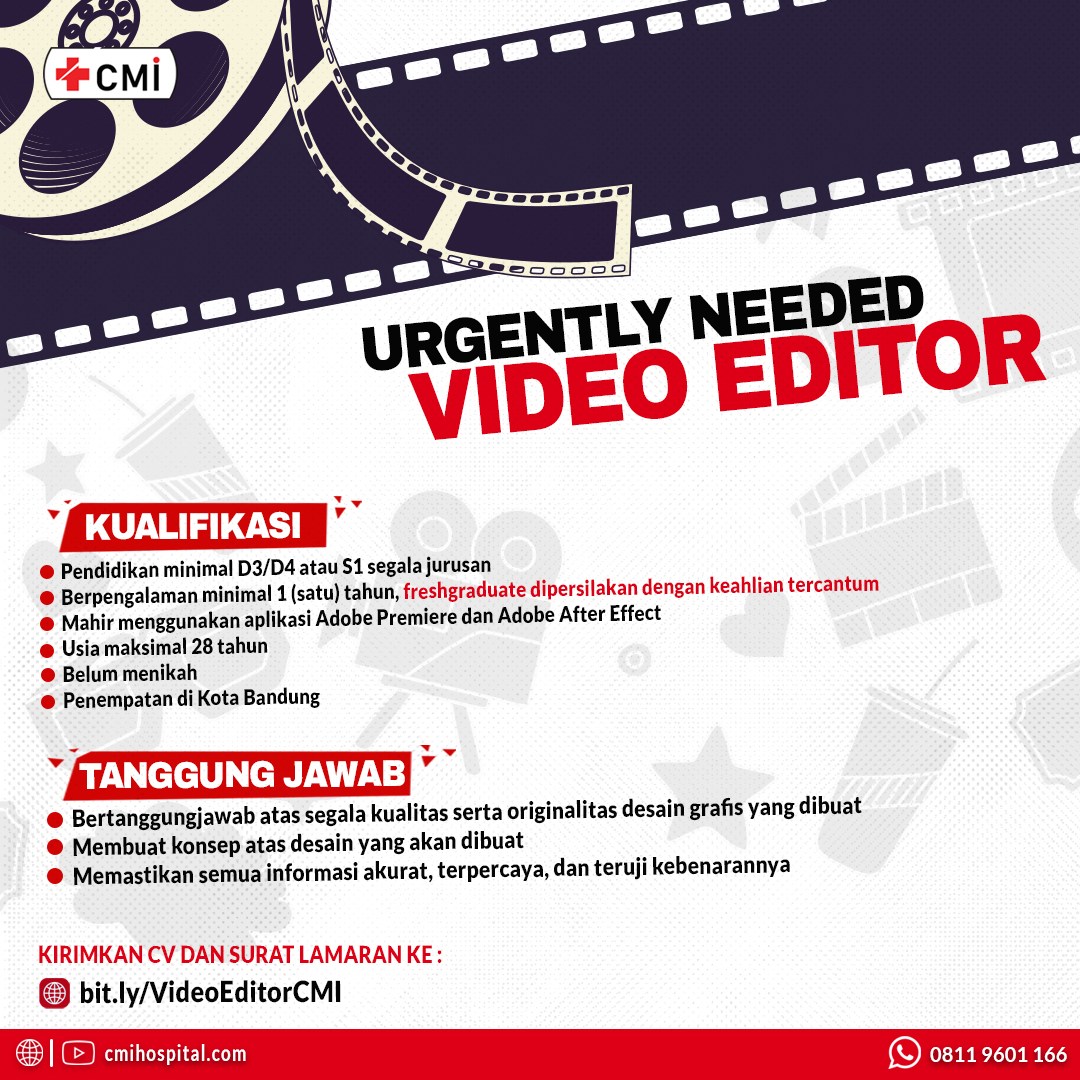 CMI
URGENTLY NEEDED
VIDEO EDITOR
KUALIFIKASI
Pendidikan minimal D3/D4 atau S1 segala jurusan
Berpengalaman minimal 1 (satu) tahun, freshgraduate dipersilakan dengan keahlian tercantum
Mahir menggunakan aplikasi Adobe Premiere dan Adobe After Effect
Usia maksimal 28 tahun
Belum menikah
Penempatan di Kota Bandung
TANGGUNG JAWAB
Bertanggungjawab atas segala kualitas serta originalitas desain grafis yang dibuat
Membuat konsep atas desain yang akan dibuat
Memastikan semua informasi akurat, terpercaya, dan teruji kebenarannya
KIRIMKAN CV DAN SURAT LAMARAN KE :
bit.ly/VideoEditorCMI
cmihospital.com
0811 9601 166